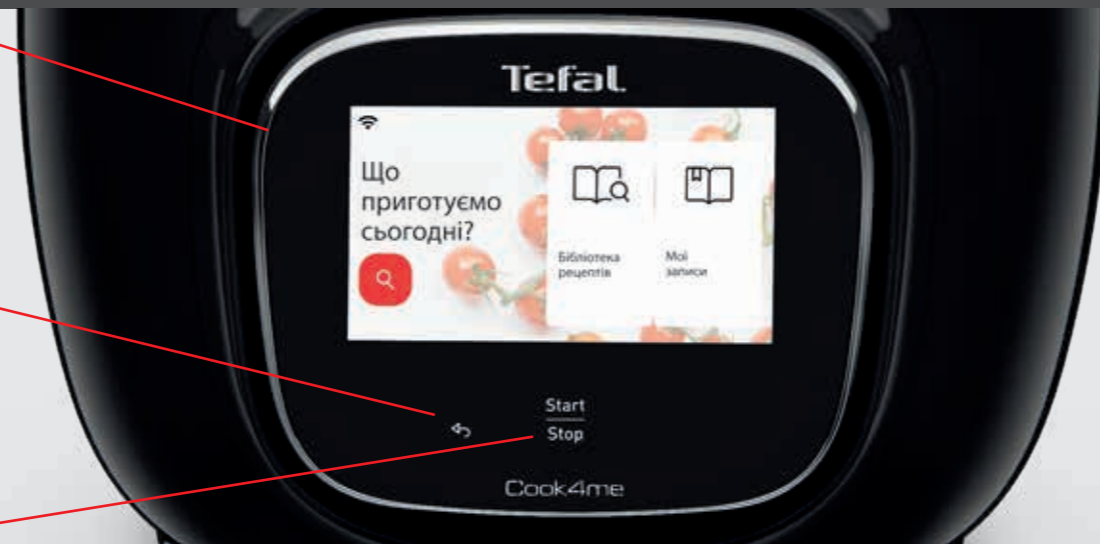 Tefal
Що
приготуємо
сьогодні?
Бібліотека
рецептів
Мої
записи
Start
Stop
Cook4me